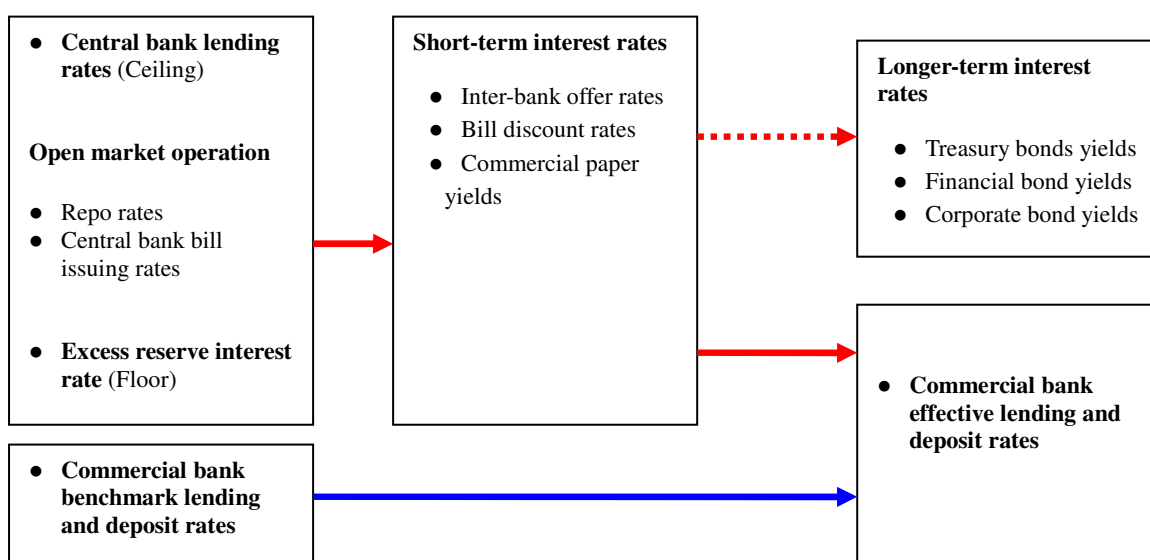 ● Central bank lending
rates (Ceiling)
Open market operation
● Repo rates
● Central bank bill
issuing rates
● Excess reserve interest
rate (Floor)
● Commercial bank
benchmark lending
and deposit rates
Short-term interest rates
● Inter-bank offer rates
● Bill discount rates
● Commercial paper
yields
Longer-term interest
rates
● Treasury bonds yields
● Financial bond yields
● Corporate bond yields
● Commercial bank
effective lending and
deposit rates